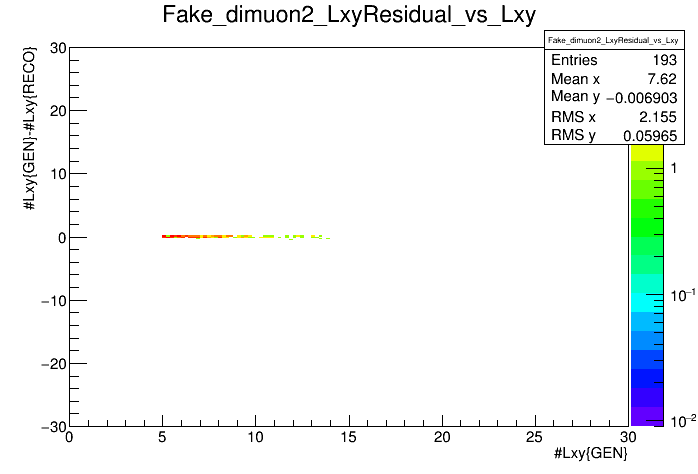 Fake_dimuon2_LxyResidual_vs_Lxy
Fake_dimuon2_LxyResidual_vs_Lxy
Entries 193
Mean x 7.62
Mean y −0.006903
RMS x 2.155
RMS y 0.05965
#Lxy{GEN}-#Lxy{RECO}
30
20
10
0
−10
−20
−30
0 5 10 15 20 25 30
#Lxy{GEN}
1
10⁻¹
10⁻²